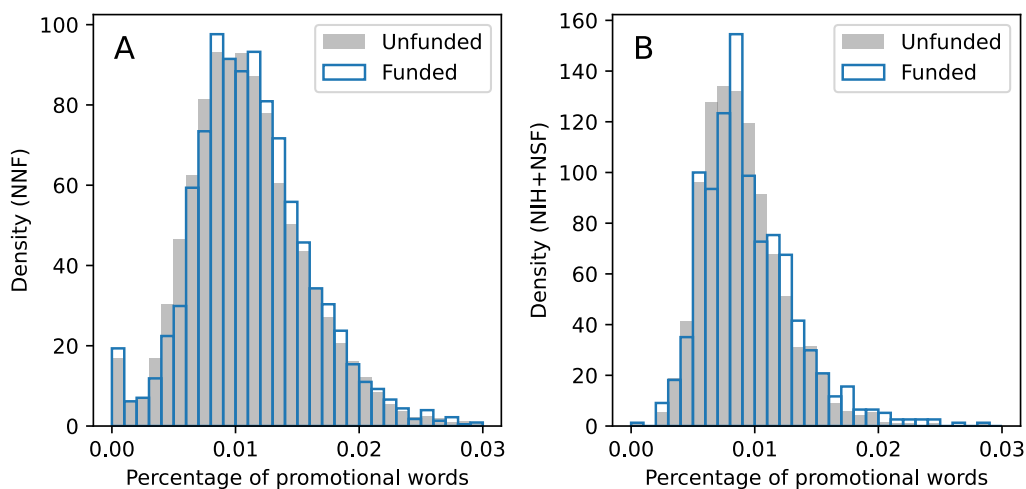 A
Unfunded
Funded
100
80
60
40
20
0
Density (NNF)
0.00
0.01
0.02
0.03
Percentage of promotional words
B
Unfunded
Funded
160
140
120
100
80
60
40
20
0
Density (NIH+NSF)
0.00
0.01
0.02
0.03
Percentage of promotional words